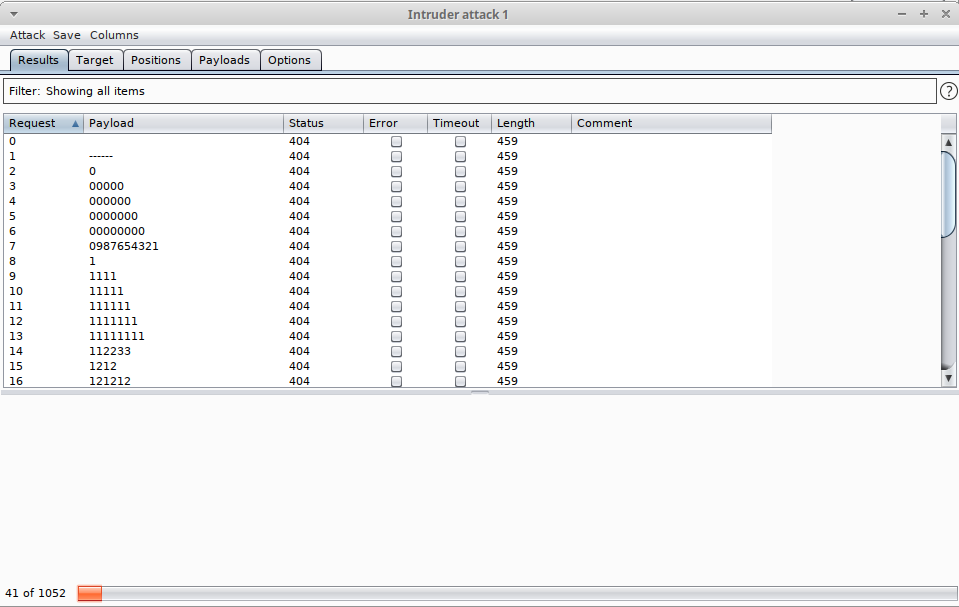 Intruder attack 1
Attack Save Columns
Results Target Positions Payloads Options
Filter: Showing all items ?
Request Payload Status Error Timeout Length Comment
0 404 459
1 ------ 404 459
2 0 404 459
3 00000 404 459
4 000000 404 459
5 0000000 404 459
6 00000000 404 459
7 0987654321 404 459
8 1 404 459
9 1111 404 459
10 11111 404 459
11 111111 404 459
12 1111111 404 459
13 11111111 404 459
14 112233 404 459
15 1212 404 459
16 121212 404 459
41 of 1052